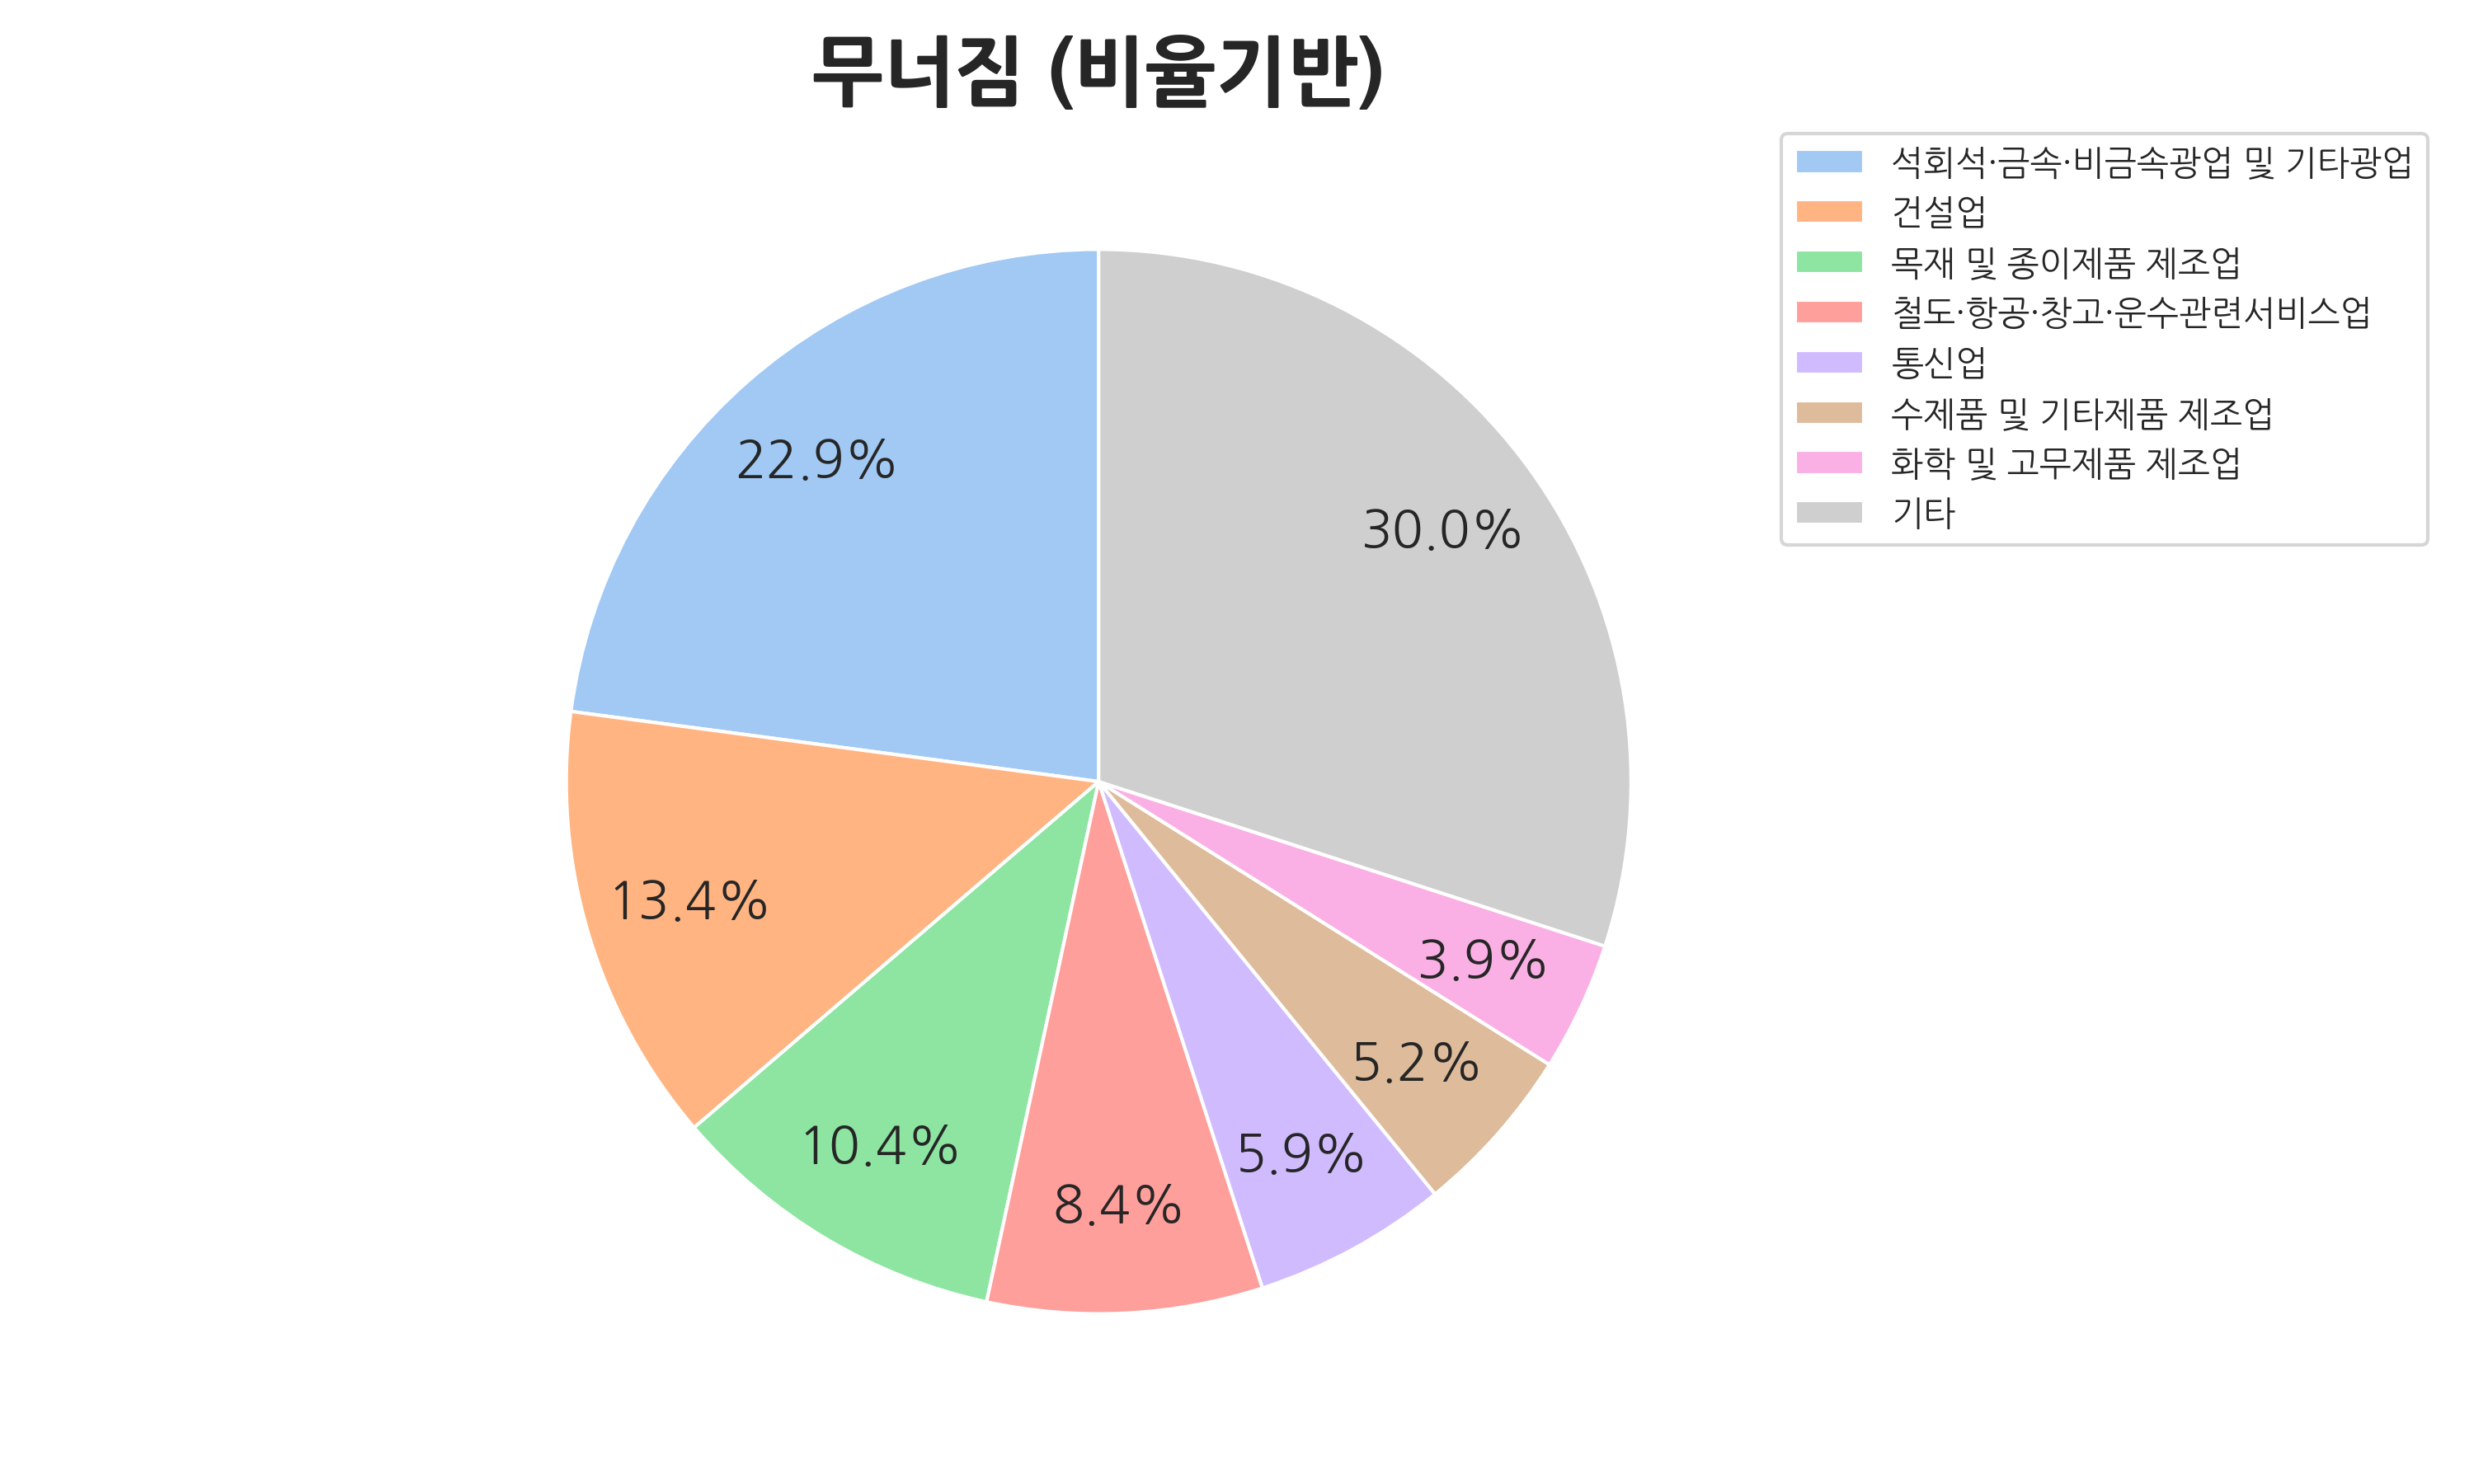 무너짐 (비율기반)
석회석·금속·비금속광업 및 기타광업
건설업
목재 및 종이제품 제조업
철도·항공·창고·운수관련서비스업
통신업
수제품 및 기타제품 제조업
화학 및 고무제품 제조업
기타
22.9%
30.0%
13.4%
3.9%
5.2%
10.4%
5.9%
8.4%